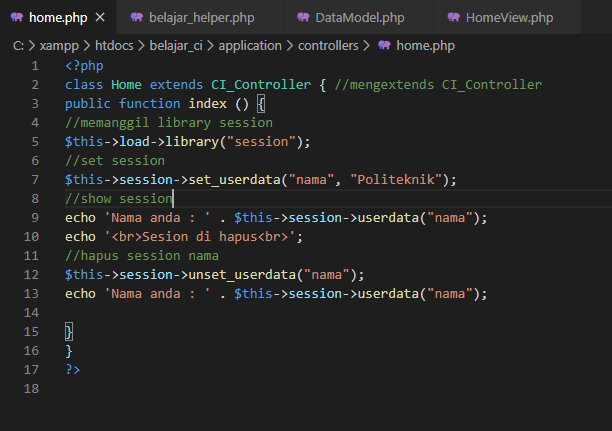 home.php × belajar_helper.php DataModel.php HomeView.php
C: > xampp > htdocs > belajar_ci > application > controllers > home.php
1 <?php
2 class Home extends CI_Controller { //mengextends CI_Controller
3 public function index () {
4 //memanggil library session
5 $this->load->library("session");
6 //set session
7 $this->session->set_userdata("nama", "Politeknik");
8 //show session
9 echo 'Nama anda : ' . $this->session->userdata("nama");
10 echo '<br>Sesion di hapus<br>';
11 //hapus session nama
12 $this->session->unset_userdata("nama");
13 echo 'Nama anda : ' . $this->session->userdata("nama");
14
15 }
16 }
17 ?>
18